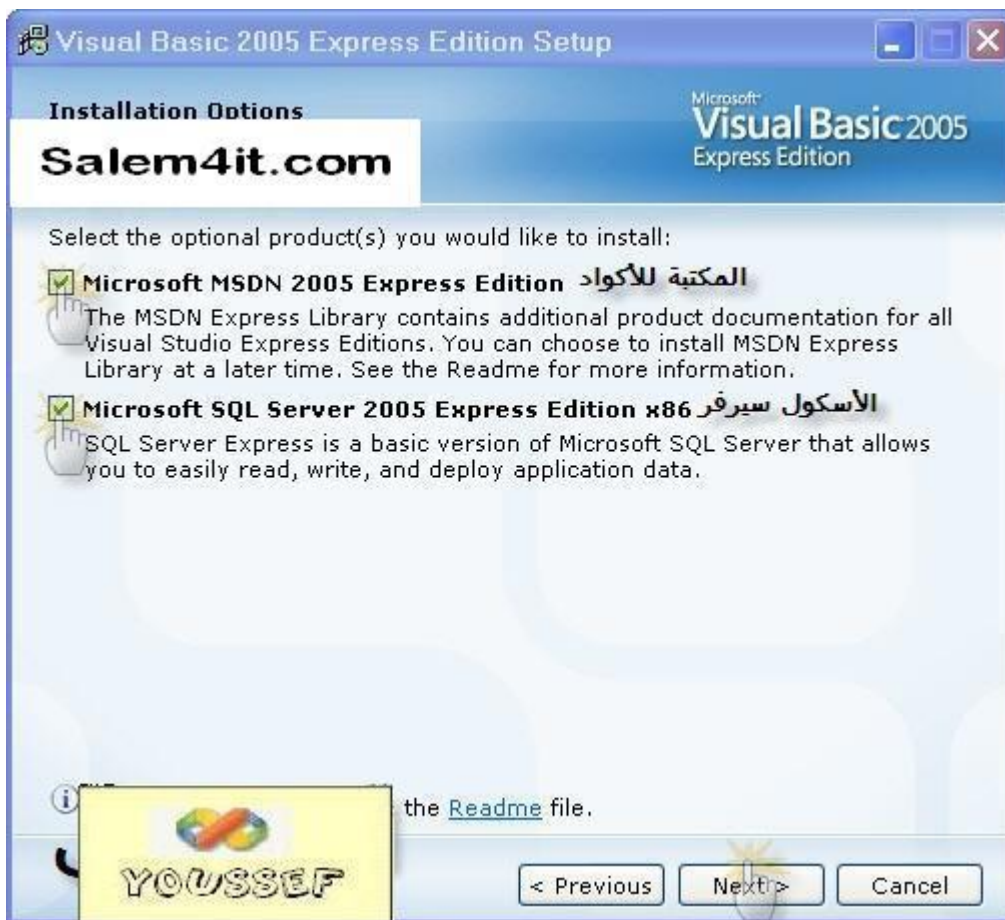 Visual Basic 2005 Express Edition Setup
Installation Options
Microsoft
Visual Basic 2005
Express Edition
Salem4it.com
Select the optional product(s) you would like to install:
Microsoft MSDN 2005 Express Edition المكتبة للأكواد
The MSDN Express Library contains additional product documentation for all
Visual Studio Express Editions. You can choose to install MSDN Express
Library at a later time. See the Readme for more information.
Microsoft SQL Server 2005 Express Edition x86 الأسكول سيرفر
SQL Server Express is a basic version of Microsoft SQL Server that allows
you to easily read, write, and deploy application data.
the Readme file.
YOUSSEF
< Previous
Next >
Cancel